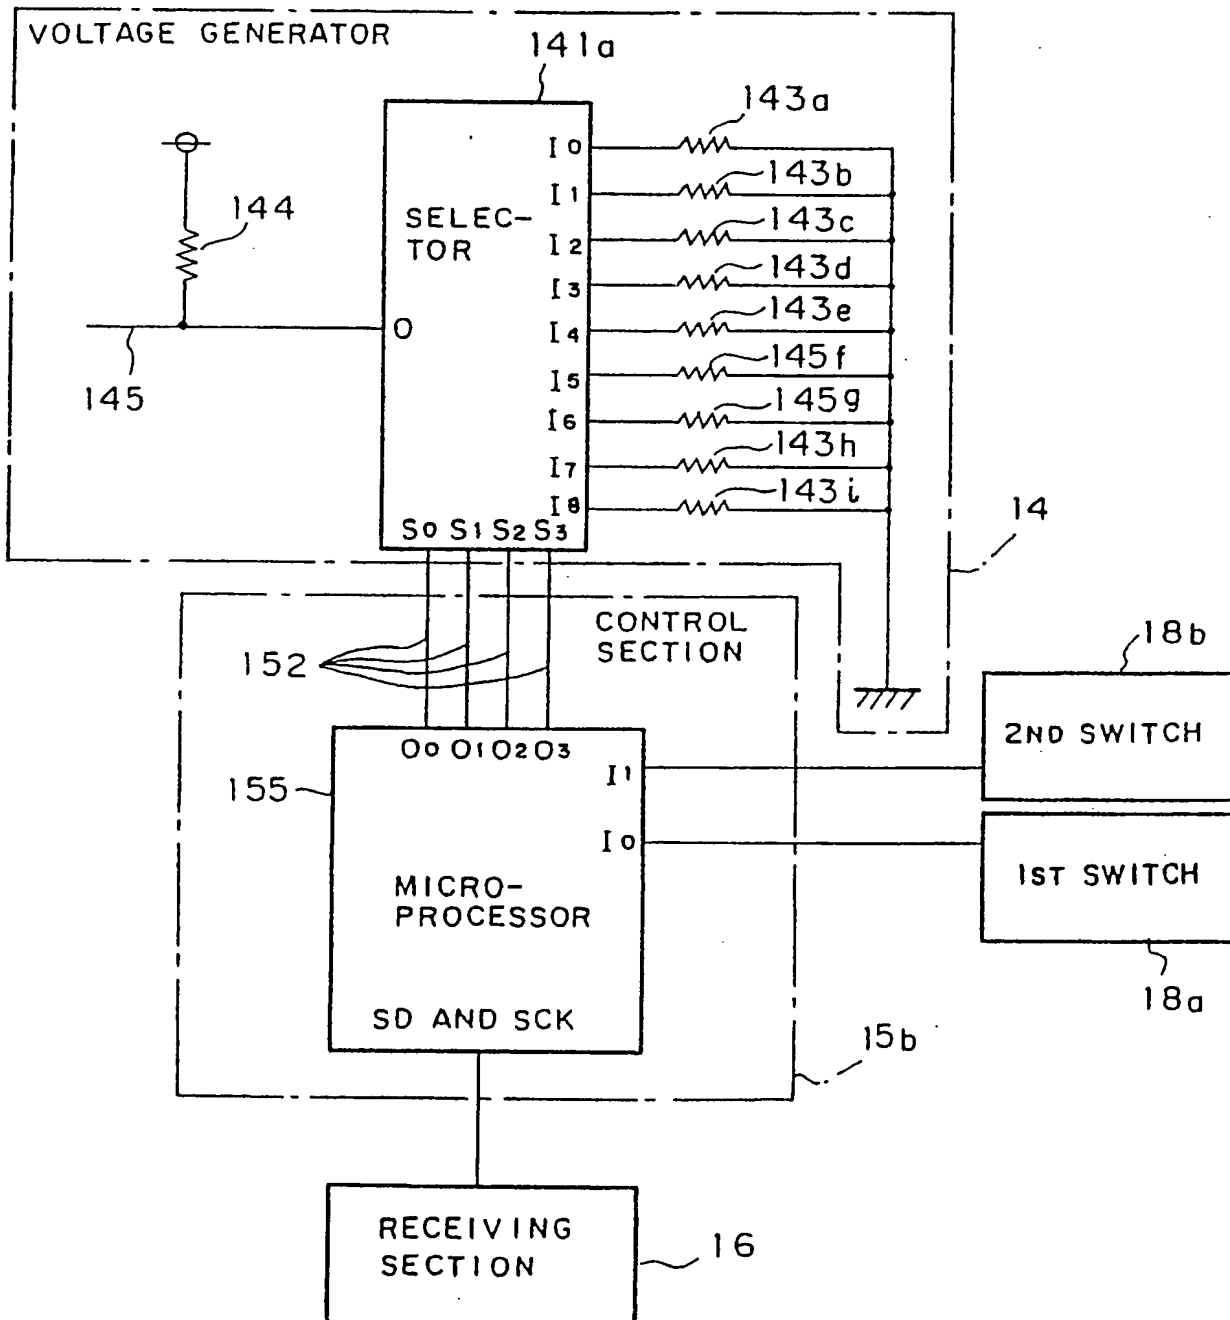 VOLTAGE GENERATOR
141a
143a
I0
143b
I1
144
SELEC-
TOR
143c
I2
143d
I3
143e
I4
O
145
145f
I5
145g
I6
143h
I7
143i
I8
S0 S1 S2 S3
14
CONTROL
SECTION
152
18b
2ND SWITCH
O0 O1 O2 O3
155
I1
I0
1ST SWITCH
MICRO-
PROCESSOR
18a
SD AND SCK
15b
RECEIVING
SECTION
16